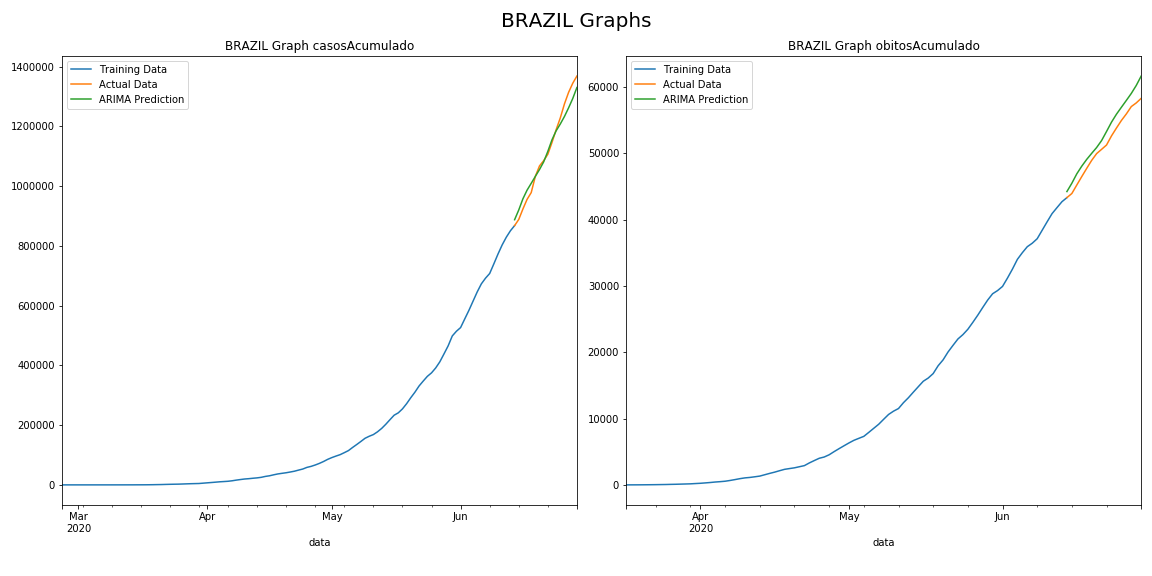 BRAZIL Graphs
BRAZIL Graph casosAcumulado
Training Data
Actual Data
ARIMA Prediction
1400000
1200000
1000000
800000
600000
400000
200000
0
Mar Apr May Jun
2020
data
BRAZIL Graph obitosAcumulado
Training Data
Actual Data
ARIMA Prediction
60000
50000
40000
30000
20000
10000
0
Apr May Jun
2020
data